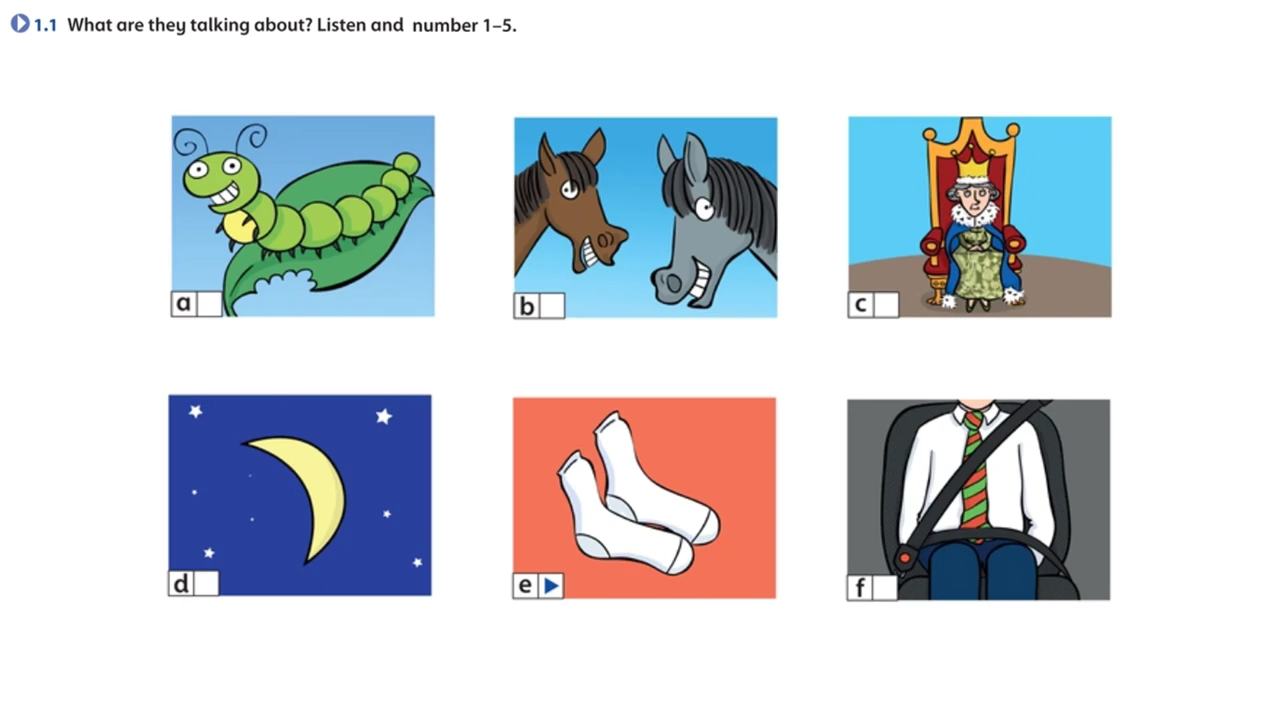 1.1 What are they talking about? Listen and number 1–5.
a
b
c
d
e
f